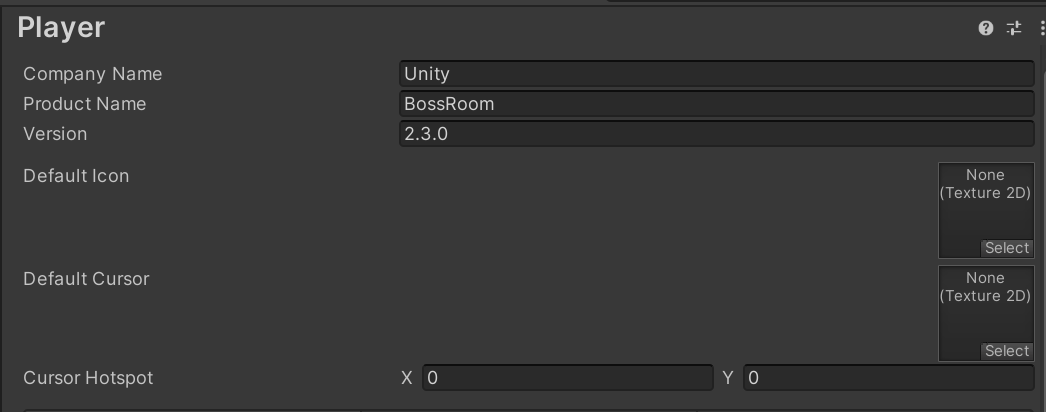 Player
Company Name Unity
Product Name BossRoom
Version 2.3.0
Default Icon
None
(Texture 2D)
Select
Default Cursor
None
(Texture 2D)
Select
Cursor Hotspot X 0 Y 0